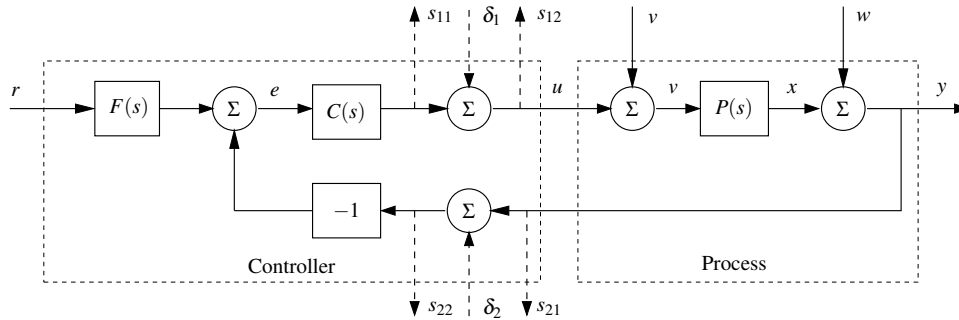 s₁₁ δ₁ s₁₂ v w
r F(s) Σ e C(s) Σ u Σ v P(s) x Σ y
−1 Σ
Controller Process
s₂₂ δ₂ s₂₁